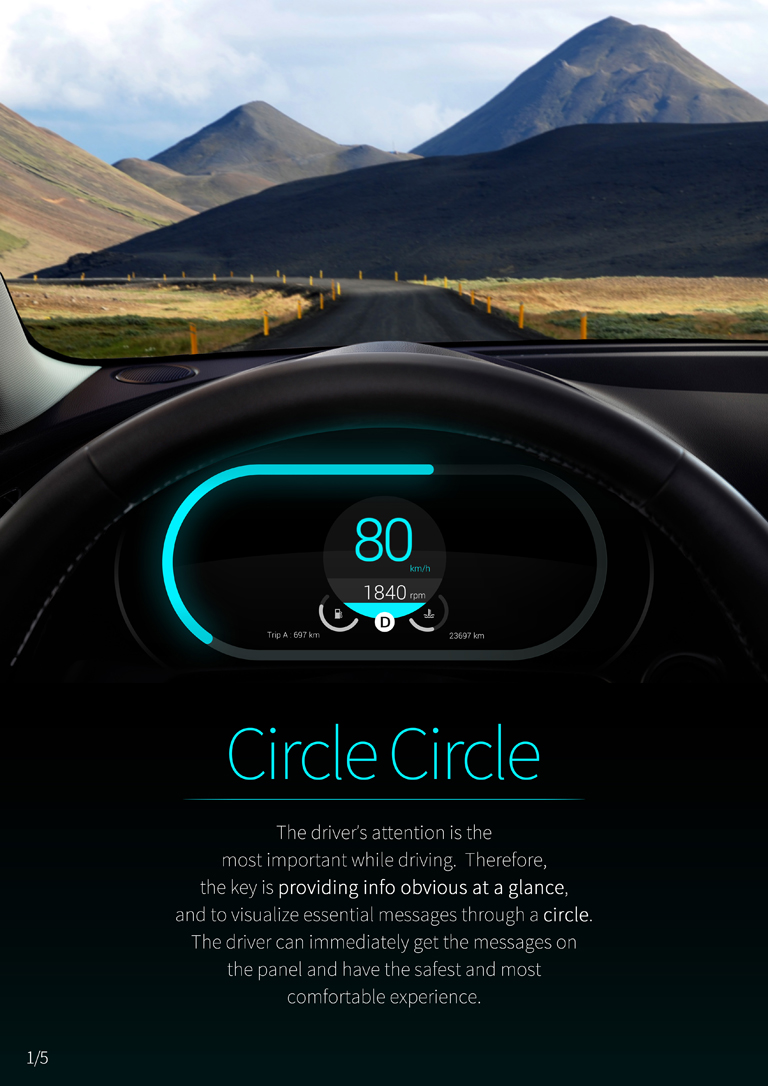 80
km/h
1840 rpm
D
Trip A : 697 km
23697 km
Circle Circle
The driver's attention is the
most important while driving. Therefore,
the key is providing info obvious at a glance,
and to visualize essential messages through a circle.
The driver can immediately get the messages on
the panel and have the safest and most
comfortable experience.
1/5